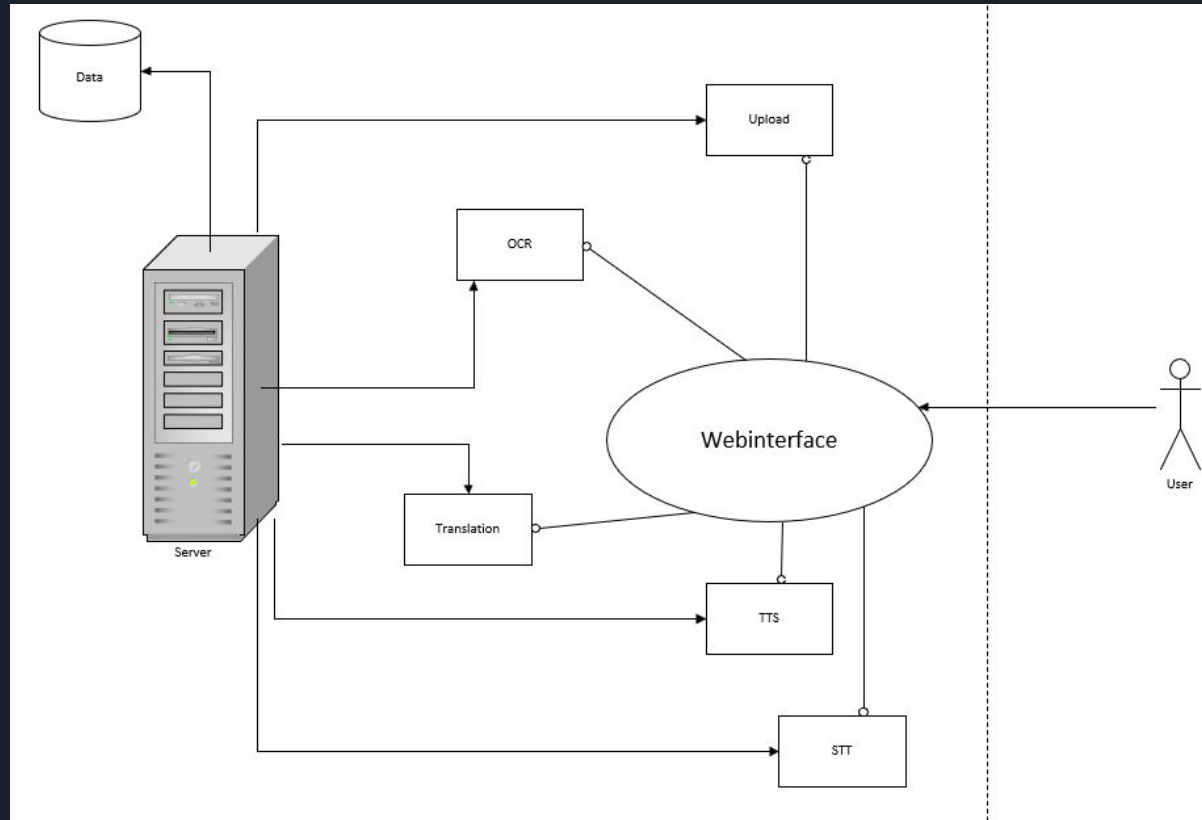 Data
Upload
OCR
Webinterface
User
Translation
Server
TTS
STT